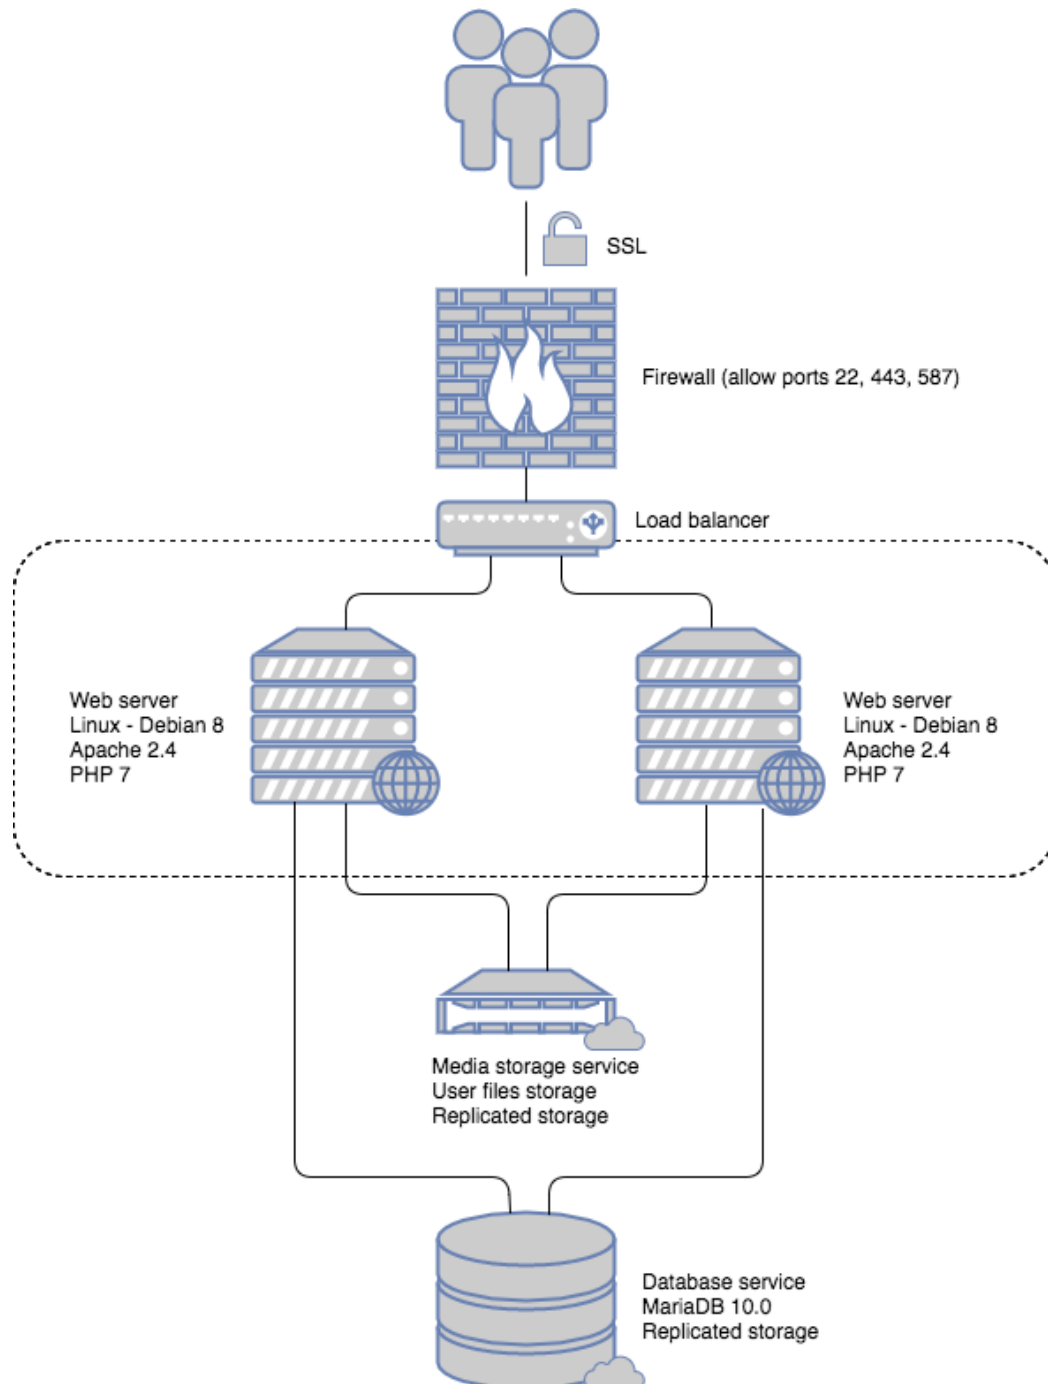 SSL
Firewall (allow ports 22, 443, 587)
Load balancer
Web server
Linux - Debian 8
Apache 2.4
PHP 7
Web server
Linux - Debian 8
Apache 2.4
PHP 7
Media storage service
User files storage
Replicated storage
Database service
MariaDB 10.0
Replicated storage